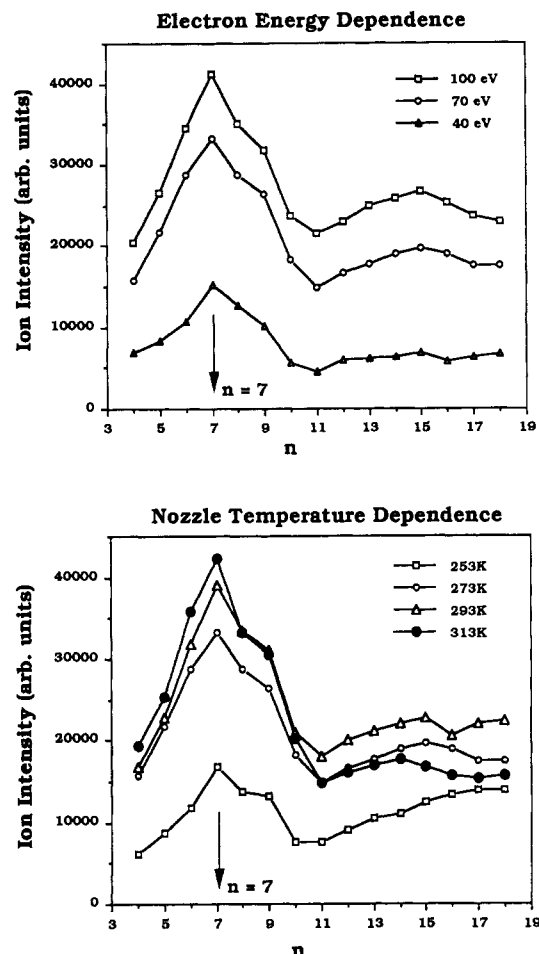 Electron Energy Dependence
Ion Intensity (arb. units)
40000
30000
20000
10000
0
100 eV
70 eV
40 eV
n = 7
3 5 7 9 11 13 15 17 19
n
Nozzle Temperature Dependence
Ion Intensity (arb. units)
40000
30000
20000
10000
0
253K
273K
293K
313K
n = 7
3 5 7 9 11 13 15 17 19
n